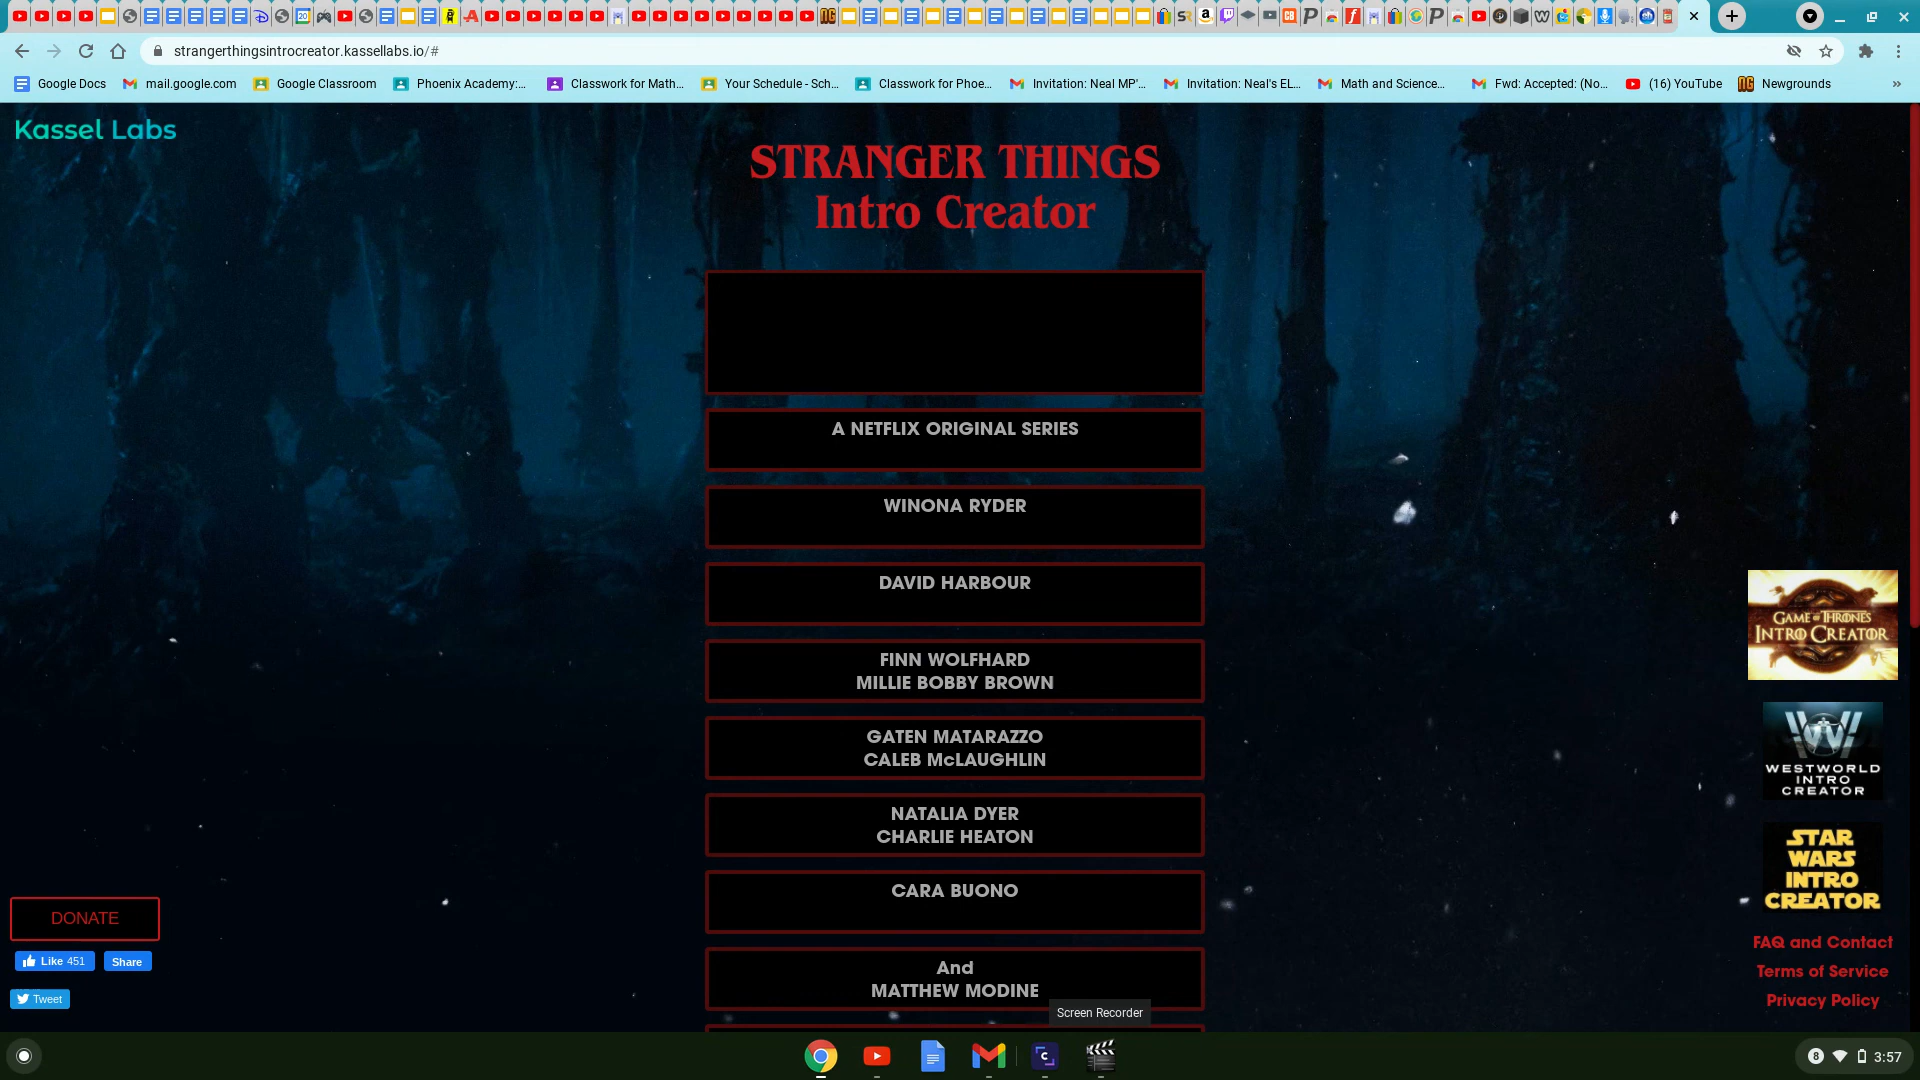 20
strangerthingsintrocreator.kassellabs.io/#
Google Docs
mail.google.com
Google Classroom
Phoenix Academy:...
Classwork for Math...
Your Schedule - Sch...
Classwork for Phoe...
Invitation: Neal MP'...
Invitation: Neal's EL...
Math and Science...
Fwd: Accepted: (No...
(16) YouTube
Newgrounds
»
Kassel Labs
STRANGER THINGS
Intro Creator
A NETFLIX ORIGINAL SERIES
WINONA RYDER
DAVID HARBOUR
FINN WOLFHARD
MILLIE BOBBY BROWN
GATEN MATARAZZO
CALEB McLAUGHLIN
NATALIA DYER
CHARLIE HEATON
CARA BUONO
And
MATTHEW MODINE
GAME OF THRONES
INTRO CREATOR
WESTWORLD
INTRO
CREATOR
STAR
WARS
INTRO
CREATOR
FAQ and Contact
Terms of Service
Privacy Policy
DONATE
Like 451
Share
Tweet
Screen Recorder
8
3:57